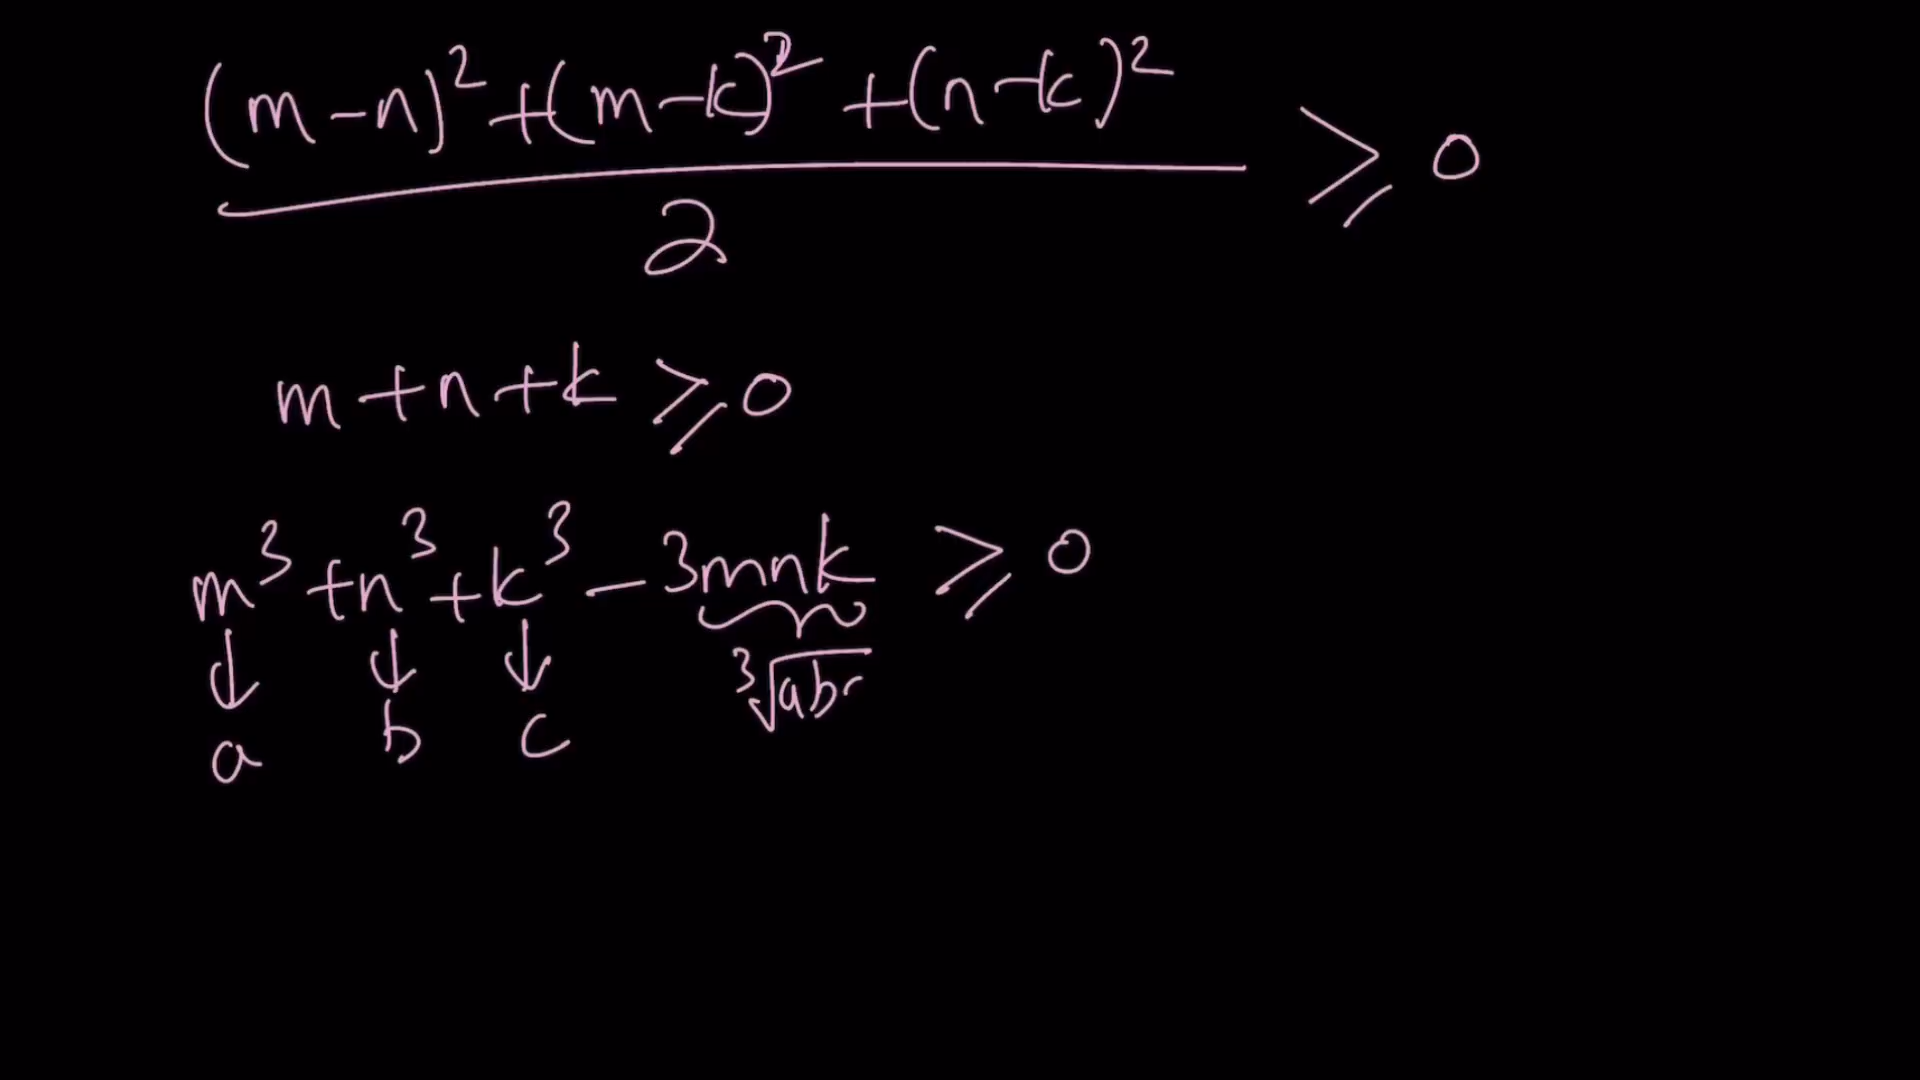 (m-n)²+(m-k)²+(n-k)²
2
≥ 0
m+n+k ≥ 0
m³+n³+k³-3mnk ≥ 0
↓ ↓ ↓ ∛abc
a b c